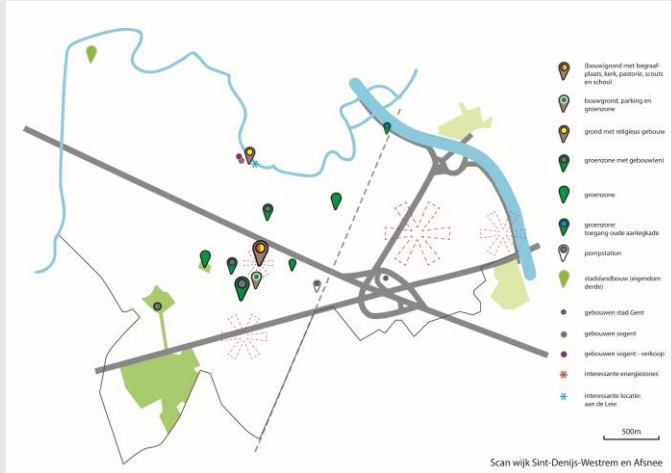 (bouw)grond met begraaf-
plaats, kerk, pastorie, scouts
en school
bouwgrond, parking en
groenzone
grond met religieus gebouw
groenzone met gebouw(en)
groenzone
groenzone
toegang oude aanlegkade
pompstation
stadslandbouw (eigendom
derde)
gebouwen stad Gent
gebouwen sogent
gebouwen sogent - verkoop
interessante energiezones
interessante locatie:
aan de Leie
500m
Scan wijk Sint-Denijs-Westrem en Afsnee